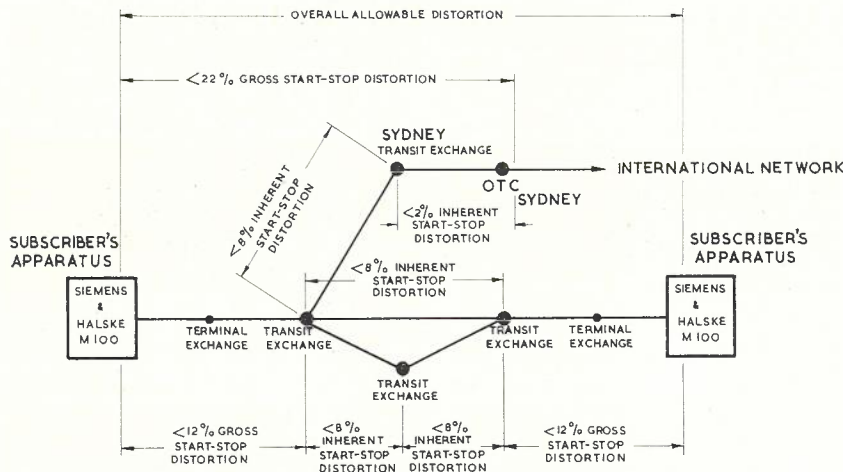 OVERALL ALLOWABLE DISTORTION
<22% GROSS START-STOP DISTORTION
SYDNEY
TRANSIT EXCHANGE
INTERNATIONAL NETWORK
OTC
SYDNEY
<8% INHERENT
START-STOP
DISTORTION
<2% INHERENT
START-STOP
DISTORTION
SUBSCRIBER'S
APPARATUS
SIEMENS
&
HALSKE
M 100
<8% INHERENT
START-STOP
DISTORTION
SUBSCRIBER'S
APPARATUS
SIEMENS
&
HALSKE
M 100
TERMINAL
EXCHANGE
TRANSIT
EXCHANGE
TRANSIT
EXCHANGE
TERMINAL
EXCHANGE
TRANSIT
EXCHANGE
<12% GROSS
START-STOP
DISTORTION
<8%
INHERENT
START-STOP
DISTORTION
<8%
INHERENT
START-STOP
DISTORTION
<12% GROSS
START-STOP
DISTORTION